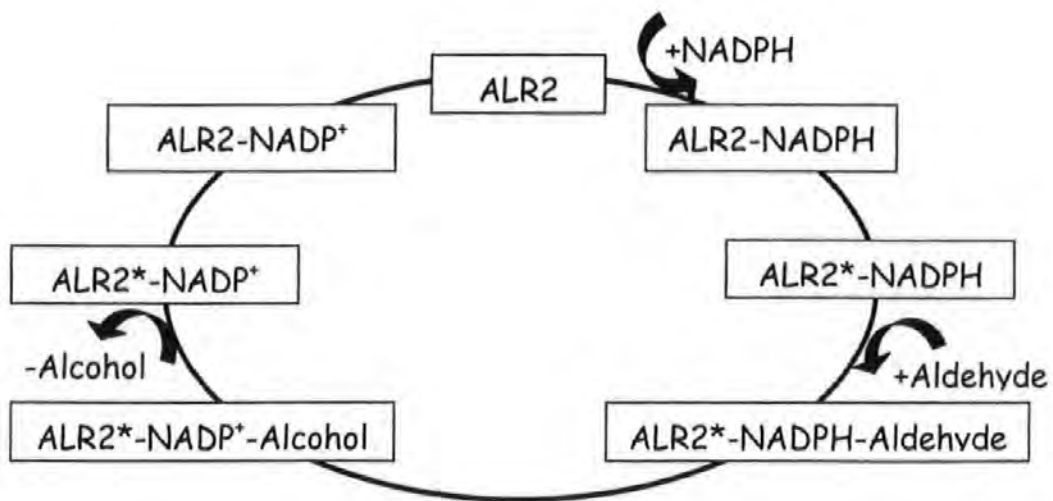 +NADPH
ALR2
ALR2-NADP⁺
ALR2-NADPH
ALR2*-NADP⁺
ALR2*-NADPH
-Alcohol
+Aldehyde
ALR2*-NADP⁺-Alcohol
ALR2*-NADPH-Aldehyde